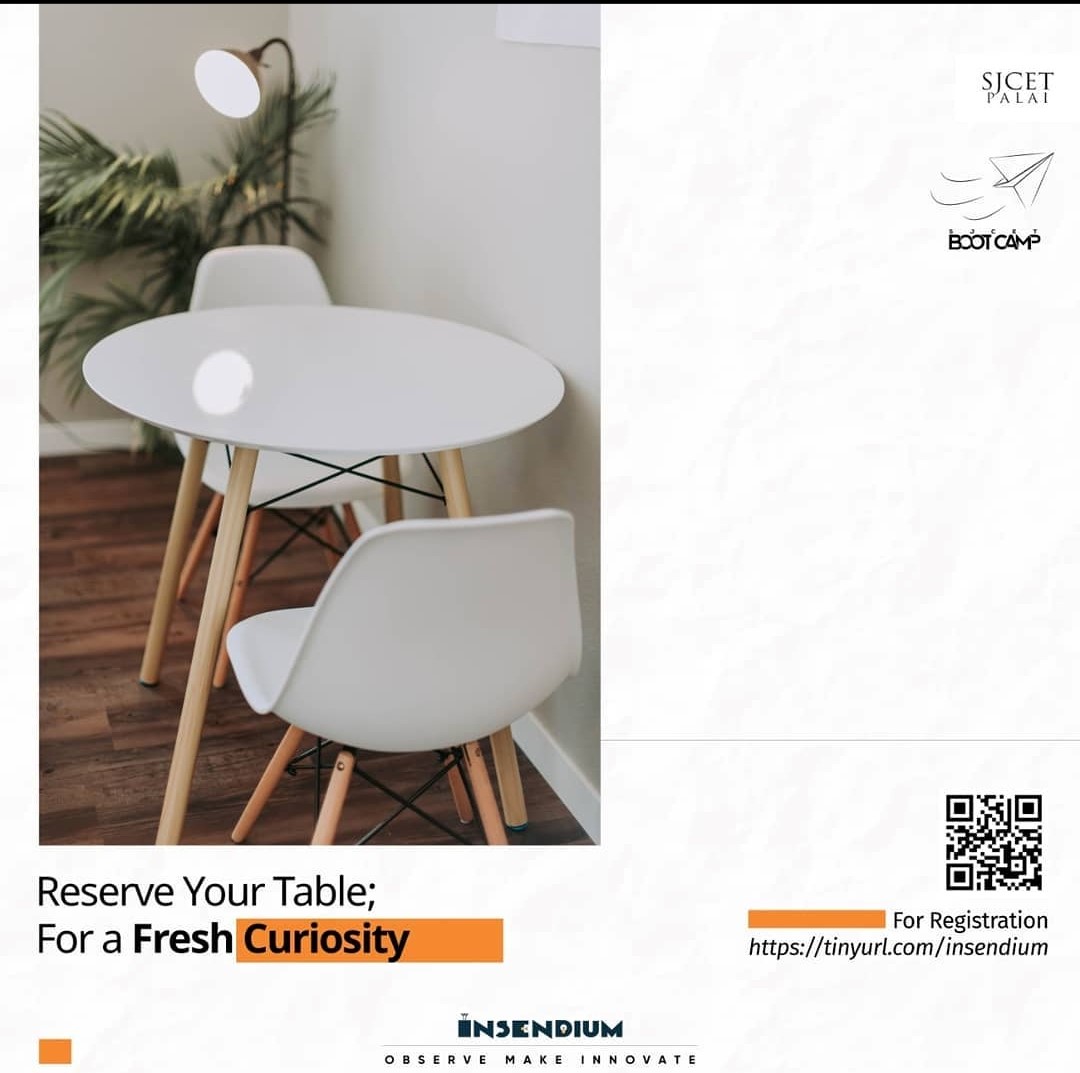 SJCET
PALAI
SJCET
BOOT CAMP
Reserve Your Table;
For a Fresh Curiosity
For Registration
https://tinyurl.com/insendium
INSENDIUM
OBSERVE MAKE INNOVATE